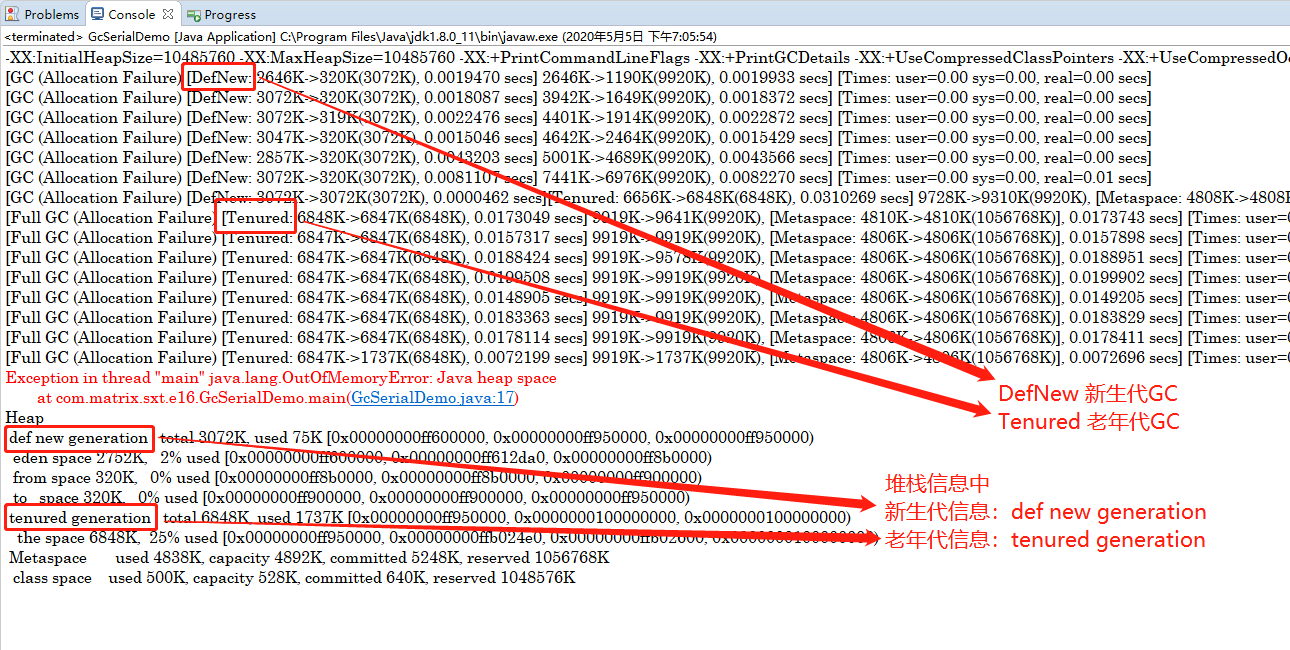 Problems Console Progress
<terminated> GcSerialDemo [Java Application] C:\Program Files\Java\jdk1.8.0_11\bin\javaw.exe (2020年5月5日 下午7:05:54)
-XX:InitialHeapSize=10485760 -XX:MaxHeapSize=10485760 -XX:+PrintCommandLineFlags -XX:+PrintGCDetails -XX:+UseCompressedClassPointers -XX:+UseCompressedO
[GC (Allocation Failure) [DefNew: 2646K->320K(3072K), 0.0019470 secs] 2646K->1190K(9920K), 0.0019933 secs] [Times: user=0.00 sys=0.00, real=0.00 secs]
[GC (Allocation Failure) [DefNew: 3072K->320K(3072K), 0.0018087 secs] 3942K->1649K(9920K), 0.0018372 secs] [Times: user=0.00 sys=0.00, real=0.00 secs]
[GC (Allocation Failure) [DefNew: 3072K->319K(3072K), 0.0022476 secs] 4401K->1914K(9920K), 0.0022872 secs] [Times: user=0.00 sys=0.00, real=0.00 secs]
[GC (Allocation Failure) [DefNew: 3047K->320K(3072K), 0.0015046 secs] 4642K->2464K(9920K), 0.0015429 secs] [Times: user=0.00 sys=0.00, real=0.00 secs]
[GC (Allocation Failure) [DefNew: 2857K->320K(3072K), 0.0043203 secs] 5001K->4689K(9920K), 0.0043566 secs] [Times: user=0.00 sys=0.00, real=0.00 secs]
[GC (Allocation Failure) [DefNew: 3072K->320K(3072K), 0.0081107 secs] 7441K->6976K(9920K), 0.0082270 secs] [Times: user=0.00 sys=0.00, real=0.01 secs]
[GC (Allocation Failure) [DefNew: 3072K->3072K(3072K), 0.0000462 secs][Tenured: 6656K->6848K(6848K), 0.0310269 secs] 9728K->9310K(9920K), [Metaspace: 4808K->4808
[Full GC (Allocation Failure) [Tenured: 6848K->6847K(6848K), 0.0173049 secs] 9919K->9641K(9920K), [Metaspace: 4810K->4810K(1056768K)], 0.0173743 secs] [Times: user=
[Full GC (Allocation Failure) [Tenured: 6847K->6847K(6848K), 0.0157317 secs] 9919K->9919K(9920K), [Metaspace: 4806K->4806K(1056768K)], 0.0157898 secs] [Times: user=
[Full GC (Allocation Failure) [Tenured: 6847K->6847K(6848K), 0.0188424 secs] 9919K->9578K(9920K), [Metaspace: 4806K->4806K(1056768K)], 0.0188951 secs] [Times: user=
[Full GC (Allocation Failure) [Tenured: 6847K->6847K(6848K), 0.0199508 secs] 9919K->9919K(9920K), [Metaspace: 4806K->4806K(1056768K)], 0.0199902 secs] [Times: user=
[Full GC (Allocation Failure) [Tenured: 6847K->6847K(6848K), 0.0148905 secs] 9919K->9919K(9920K), [Metaspace: 4806K->4806K(1056768K)], 0.0149205 secs] [Times: user=
[Full GC (Allocation Failure) [Tenured: 6847K->6847K(6848K), 0.0183363 secs] 9919K->9919K(9920K), [Metaspace: 4806K->4806K(1056768K)], 0.0183829 secs] [Times: user=
[Full GC (Allocation Failure) [Tenured: 6847K->6847K(6848K), 0.0178114 secs] 9919K->9919K(9920K), [Metaspace: 4806K->4806K(1056768K)], 0.0178411 secs] [Times: user=
[Full GC (Allocation Failure) [Tenured: 6847K->1737K(6848K), 0.0072199 secs] 9919K->1737K(9920K), [Metaspace: 4806K->4806K(1056768K)], 0.0072696 secs] [Times: user=
Exception in thread "main" java.lang.OutOfMemoryError: Java heap space
at com.matrix.sxt.e16.GcSerialDemo.main(GcSerialDemo.java:17)
DefNew 新生代GC
Tenured 老年代GC
Heap
def new generation total 3072K, used 75K [0x00000000ff600000, 0x00000000ff950000, 0x00000000ff950000)
eden space 2752K, 2% used [0x00000000ff600000, 0x00000000ff612da0, 0x00000000ff8b0000)
from space 320K, 0% used [0x00000000ff8b0000, 0x00000000ff8b0000, 0x00000000ff900000)
to space 320K, 0% used [0x00000000ff900000, 0x00000000ff900000, 0x00000000ff950000)
tenured generation total 6848K, used 1737K [0x00000000ff950000, 0x0000000100000000, 0x0000000100000000)
the space 6848K, 25% used [0x00000000ff950000, 0x00000000ffb024e0, 0x00000000ffb02600,
Metaspace used 4838K, capacity 4892K, committed 5248K, reserved 1056768K
class space used 500K, capacity 528K, committed 640K, reserved 1048576K
堆栈信息中
新生代信息：def new generation
老年代信息：tenured generation